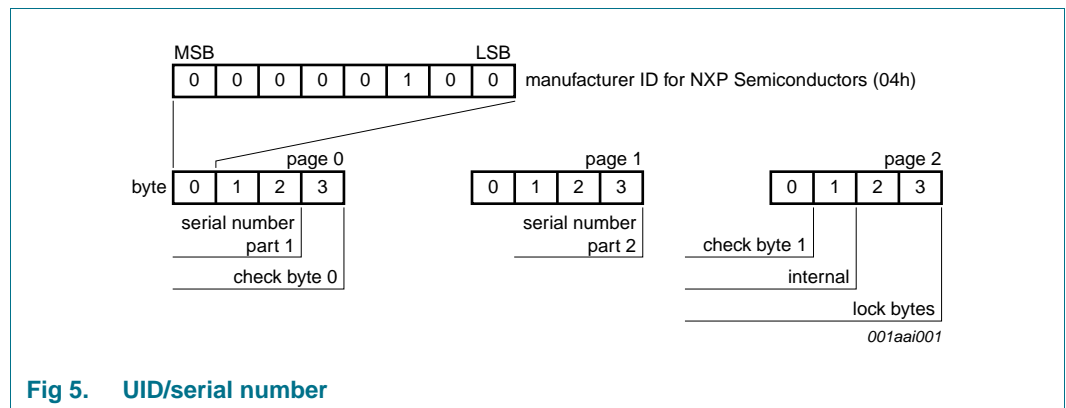 MSB LSB
0 0 0 0 0 1 0 0 manufacturer ID for NXP Semiconductors (04h)
page 0 page 1 page 2
byte 0 1 2 3 0 1 2 3 0 1 2 3
serial number serial number
part 1 part 2 check byte 1
check byte 0 internal
lock bytes
001aai001
Fig 5. UID/serial number